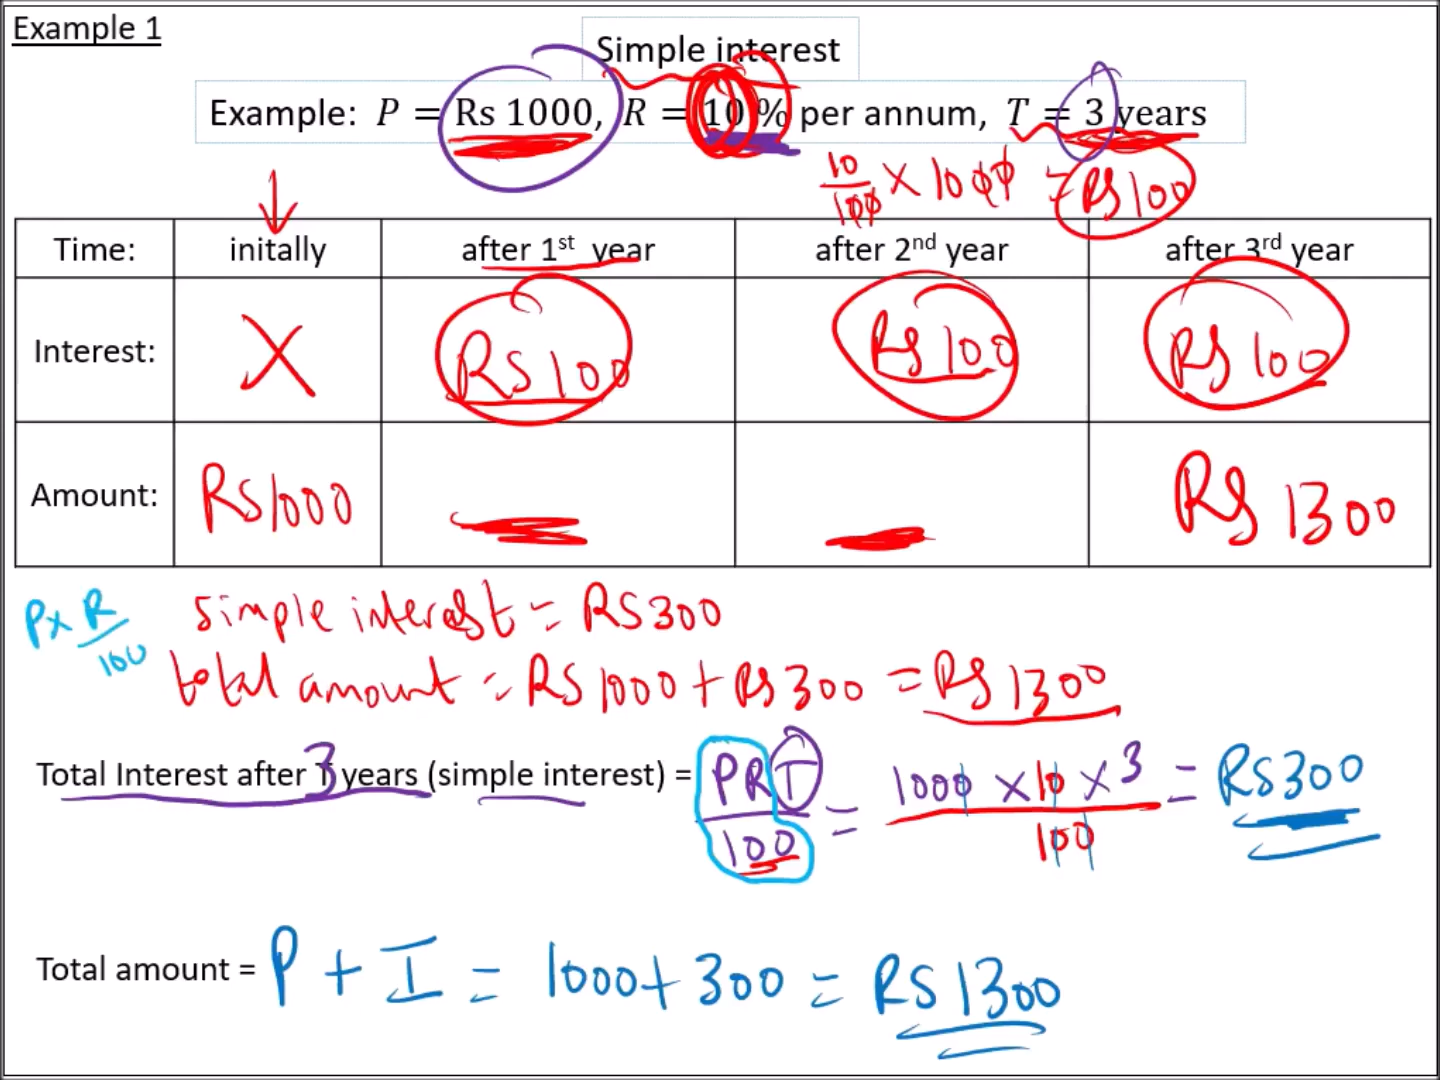 Example 1
Simple interest
Example: P = Rs 1000, R = 10 % per annum, T = 3 years
10/100 × 1000 = Rs 100
Time: initally after 1st year after 2nd year after 3rd year
Interest: X Rs 100 Rs 100 Rs 100
Amount: Rs 1000 Rs 1300
P× R/100
simple interest = Rs 300
total amount = Rs 1000 + Rs 300 = Rs 1300
Total Interest after 3 years (simple interest) = PRT/100 = 1000 × 10 × 3/100 = Rs 300
Total amount = P + I = 1000 + 300 = Rs 1300